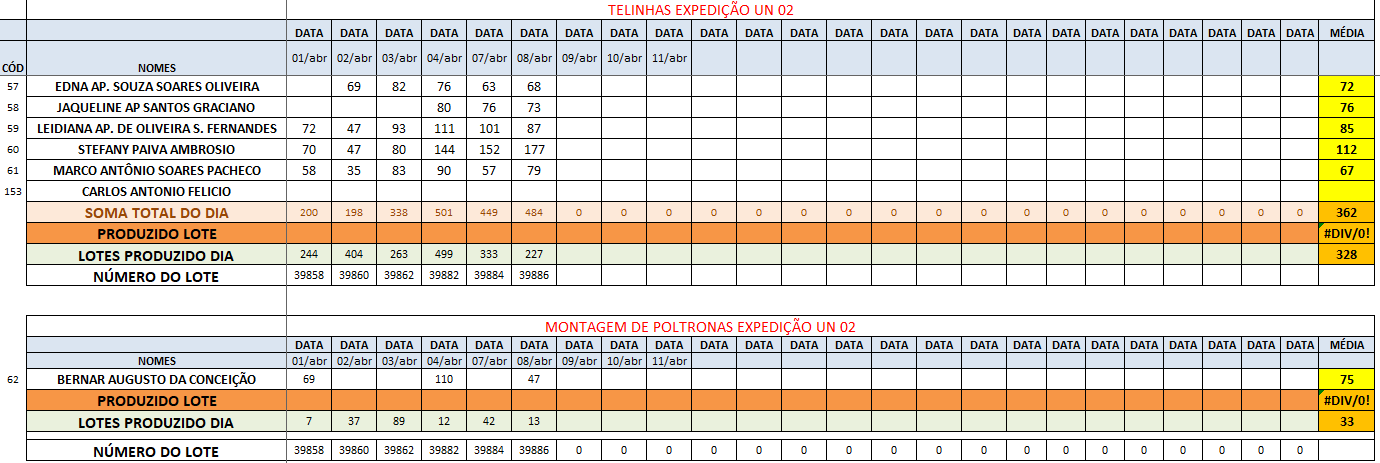 TELINHAS EXPEDIÇÃO UN 02
DATA DATA DATA DATA DATA DATA DATA DATA DATA DATA DATA DATA DATA DATA DATA DATA DATA DATA DATA DATA DATA DATA DATA MÉDIA
CÓD NOMES 01/abr 02/abr 03/abr 04/abr 07/abr 08/abr 09/abr 10/abr 11/abr
57 EDNA AP. SOUZA SOARES OLIVEIRA 69 82 76 63 68 72
58 JAQUELINE AP SANTOS GRACIANO 80 76 73 76
59 LEIDIANA AP. DE OLIVEIRA S. FERNANDES 72 47 93 111 101 87 85
60 STEFANY PAIVA AMBROSIO 70 47 80 144 152 177 112
61 MARCO ANTÔNIO SOARES PACHECO 58 35 83 90 57 79 67
153 CARLOS ANTONIO FELICIO
SOMA TOTAL DO DIA 200 198 338 501 449 484 0 0 0 0 0 0 0 0 0 0 0 0 0 0 0 0 0 362
PRODUZIDO LOTE #DIV/0!
LOTES PRODUZIDO DIA 244 404 263 499 333 227 328
NÚMERO DO LOTE 39858 39860 39862 39882 39884 39886
MONTAGEM DE POLTRONAS EXPEDIÇÃO UN 02
DATA DATA DATA DATA DATA DATA DATA DATA DATA DATA DATA DATA DATA DATA DATA DATA DATA DATA DATA DATA DATA DATA DATA MÉDIA
NOMES 01/abr 02/abr 03/abr 04/abr 07/abr 08/abr 09/abr 10/abr 11/abr
62 BERNAR AUGUSTO DA CONCEIÇÃO 69 110 47 75
PRODUZIDO LOTE #DIV/0!
LOTES PRODUZIDO DIA 7 37 89 12 42 13 33
NÚMERO DO LOTE 39858 39860 39862 39882 39884 39886 0 0 0 0 0 0 0 0 0 0 0 0 0 0 0 0 0